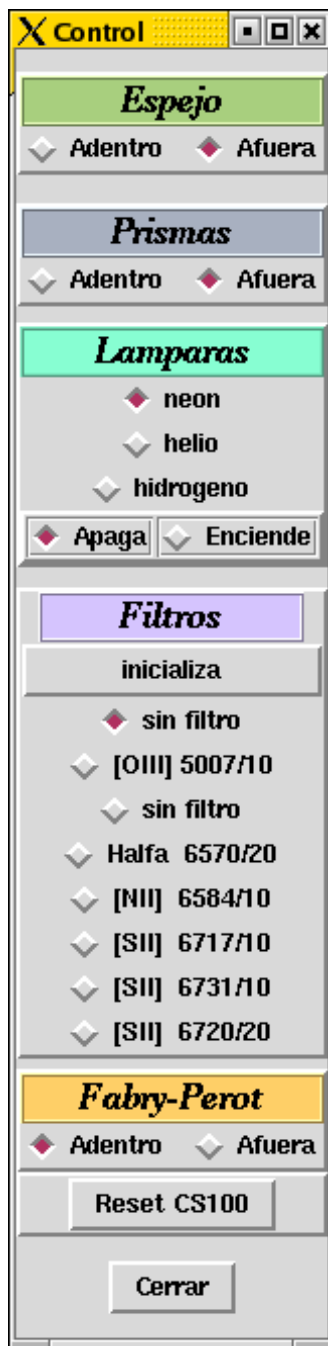 Control
Espejo
Adentro Afuera
Prismas
Adentro Afuera
Lamparas
neon
helio
hidrogeno
Apaga Enciende
Filtros
inicializa
sin filtro
[OIII] 5007/10
sin filtro
Halfa 6570/20
[NII] 6584/10
[SII] 6717/10
[SII] 6731/10
[SII] 6720/20
Fabry-Perot
Adentro Afuera
Reset CS100
Cerrar